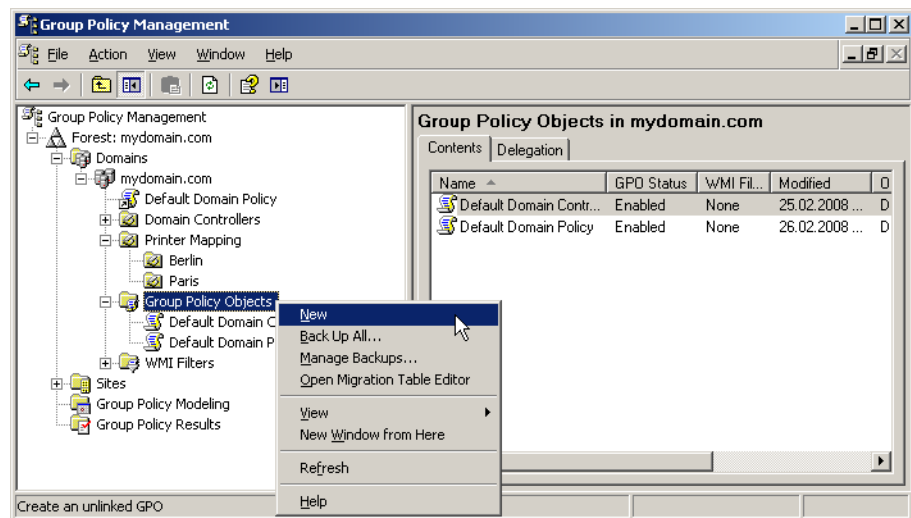 Group Policy Management
File Action View Window Help
Group Policy Management
Forest: mydomain.com
Domains
mydomain.com
Default Domain Policy
Domain Controllers
Printer Mapping
Berlin
Paris
Group Policy Objects
Default Domain C
Default Domain P
WMI Filters
Sites
Group Policy Modeling
Group Policy Results
New
Back Up All...
Manage Backups...
Open Migration Table Editor
View
New Window from Here
Refresh
Help
Group Policy Objects in mydomain.com
Contents Delegation
Name GPO Status WMI Fil... Modified O
Default Domain Contr... Enabled None 25.02.2008 ... D
Default Domain Policy Enabled None 26.02.2008 ... D
Create an unlinked GPO